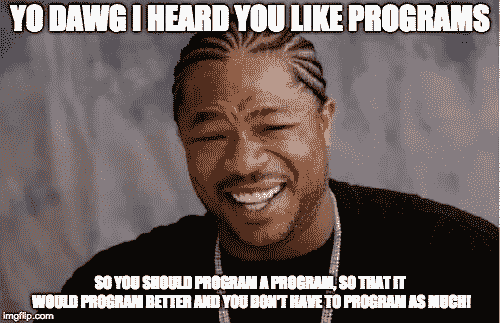 YO DAWG I HEARD YOU LIKE PROGRAMS
SO YOU SHOULD PROGRAM A PROGRAM, SO THAT IT
WOULD PROGRAM BETTER AND YOU DON'T HAVE TO PROGRAM AS MUCH!
imgflip.com